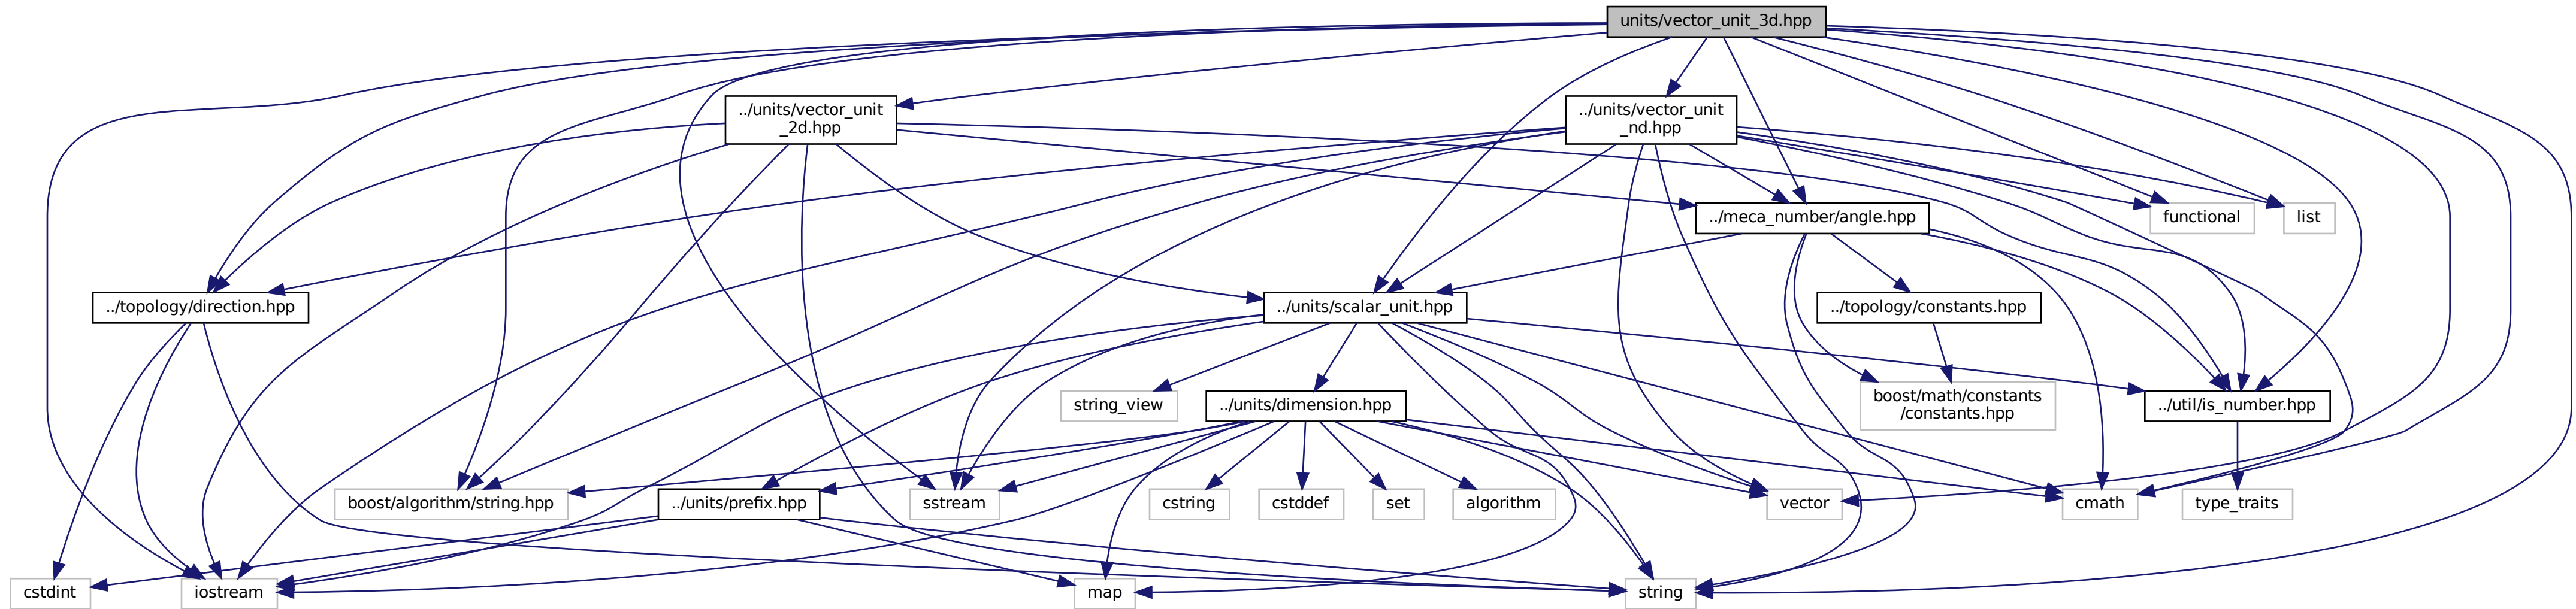 units/vector_unit_3d.hpp
../units/vector_unit
_2d.hpp
../units/vector_unit
_nd.hpp
../meca_number/angle.hpp
functional
list
../topology/direction.hpp
../units/scalar_unit.hpp
../topology/constants.hpp
string_view
../units/dimension.hpp
boost/math/constants
/constants.hpp
../util/is_number.hpp
boost/algorithm/string.hpp
../units/prefix.hpp
sstream
cstring
cstddef
set
algorithm
vector
cmath
type_traits
cstdint
iostream
map
string